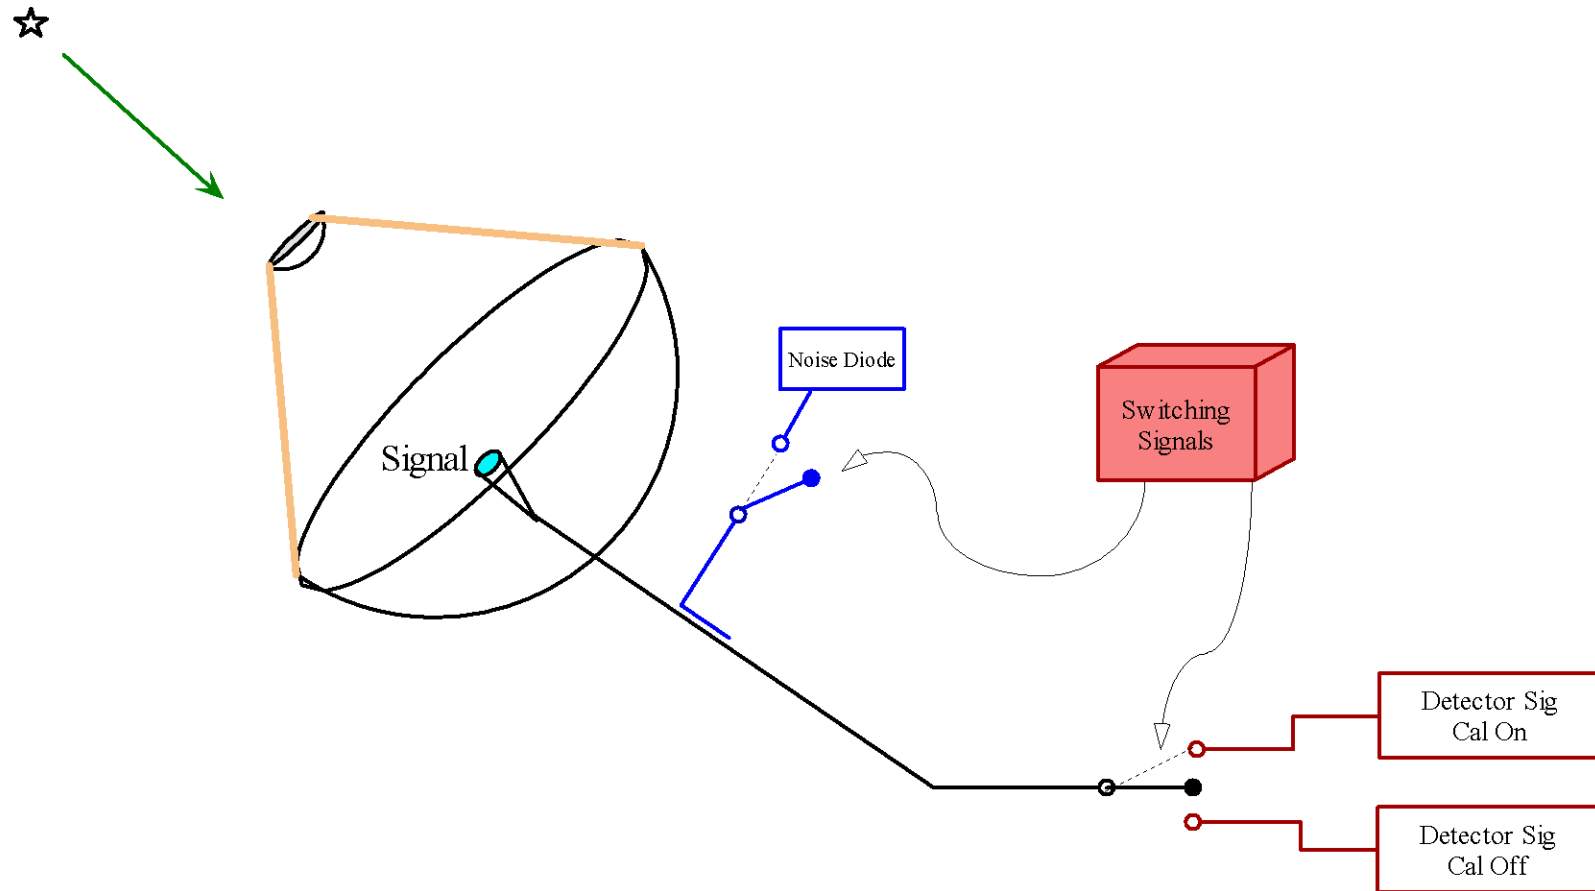 Noise Diode
Switching
Signals
Signal
Detector Sig
Cal On
Detector Sig
Cal Off